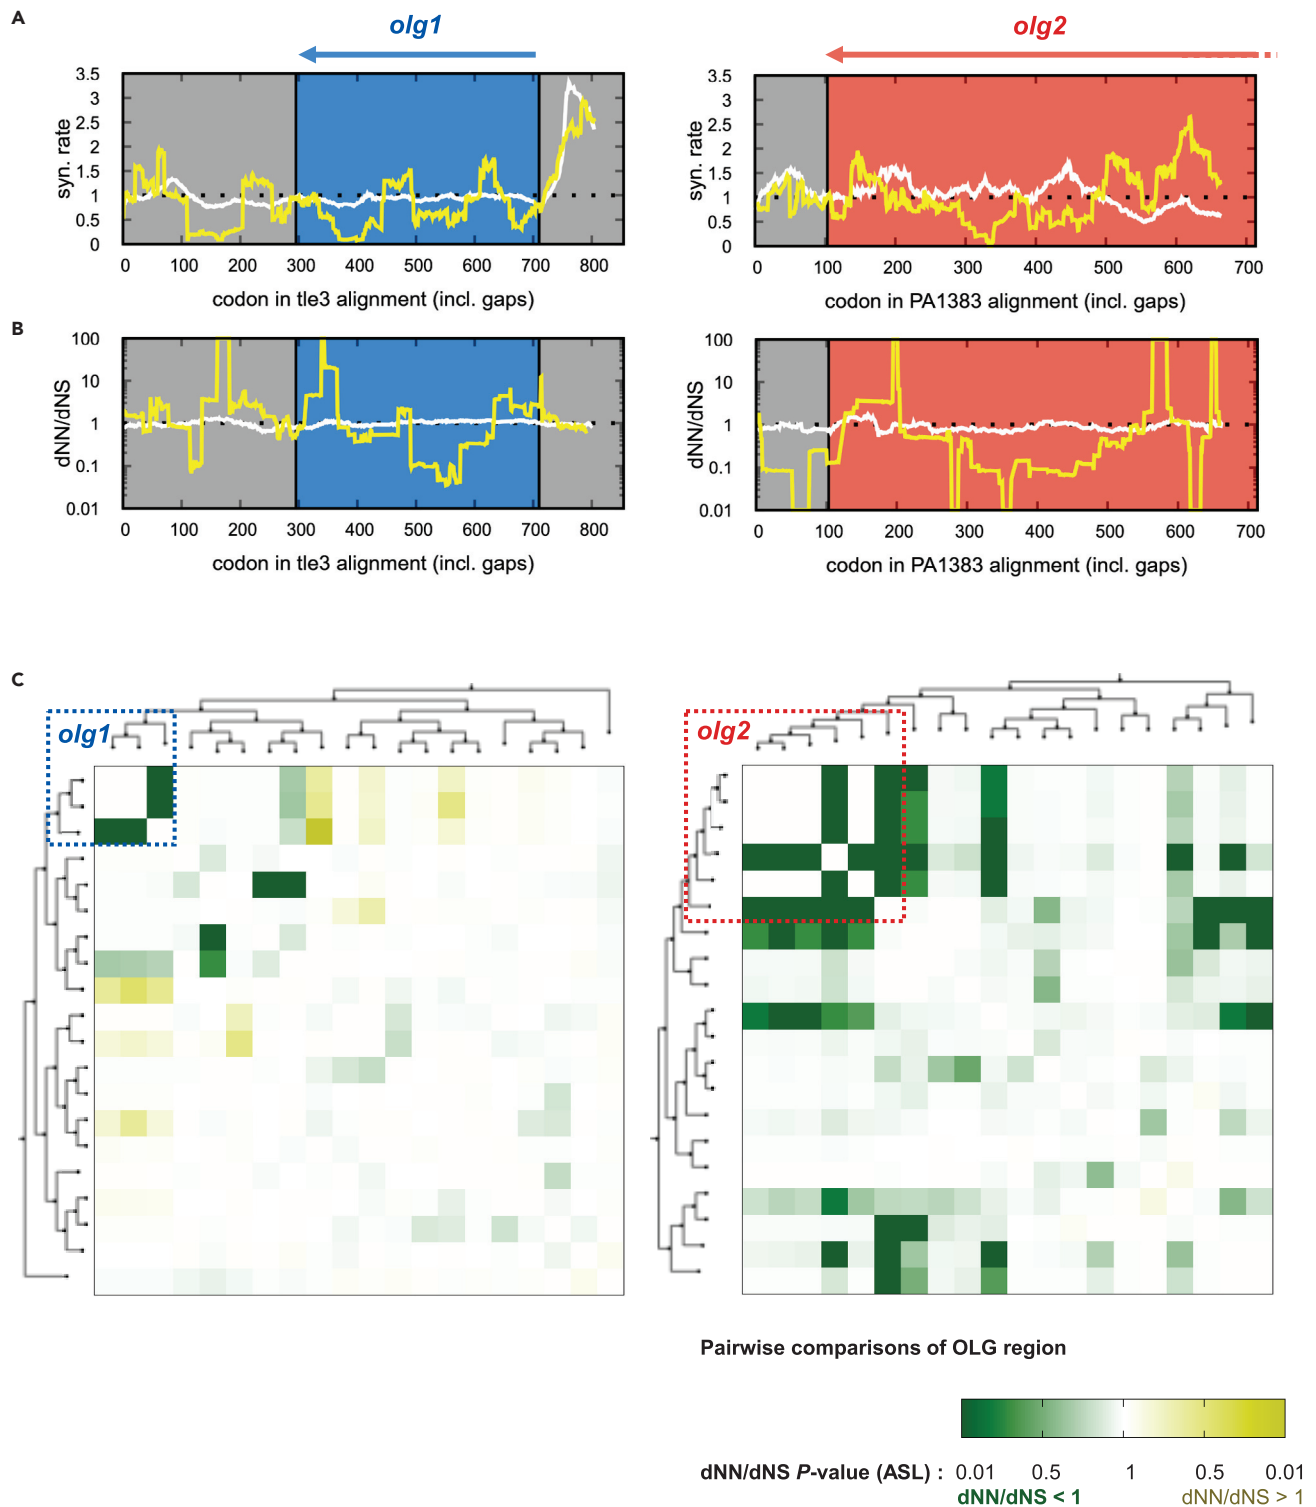 A
olg1
olg2
syn. rate
3.5
3
2.5
2
1.5
1
0.5
0
0 100 200 300 400 500 600 700 800
codon in tle3 alignment (incl. gaps)
syn. rate
3.5
3
2.5
2
1.5
1
0.5
0
0 100 200 300 400 500 600 700
codon in PA1383 alignment (incl. gaps)
B
dNN/dNS
100
10
1
0.1
0.01
0 100 200 300 400 500 600 700 800
codon in tle3 alignment (incl. gaps)
dNN/dNS
100
10
1
0.1
0.01
0 100 200 300 400 500 600 700
codon in PA1383 alignment (incl. gaps)
C
olg1
olg2
Pairwise comparisons of OLG region
dNN/dNS P-value (ASL) : 0.01 0.5 1 0.5 0.01
dNN/dNS < 1 dNN/dNS > 1